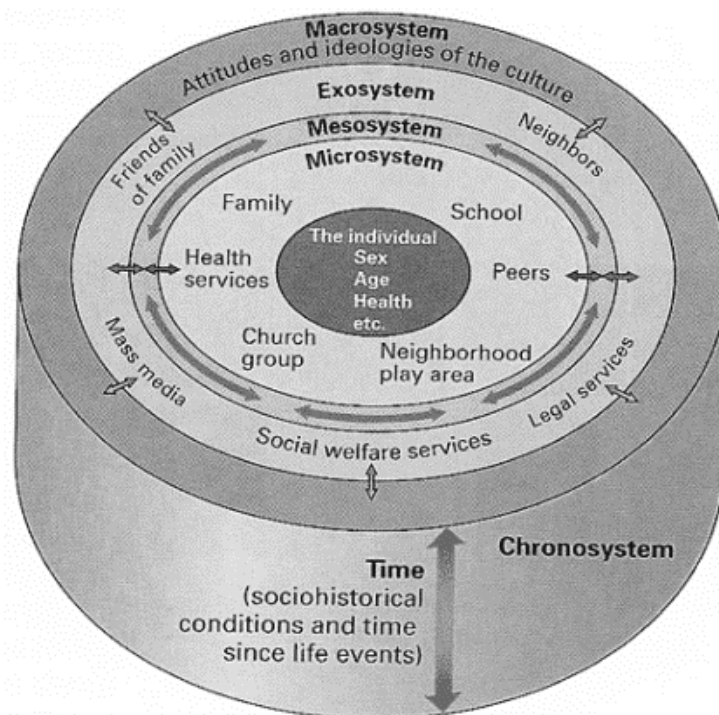 Macrosystem
Attitudes and ideologies of the culture
Exosystem
Mesosystem
Microsystem
Friends
of family
Neighbors
Family
School
The individual
Sex
Age
Health
etc.
Health
services
Peers
Church
group
Neighborhood
play area
Mass media
Legal services
Social welfare services
Chronosystem
Time
(sociohistorical
conditions and time
since life events)